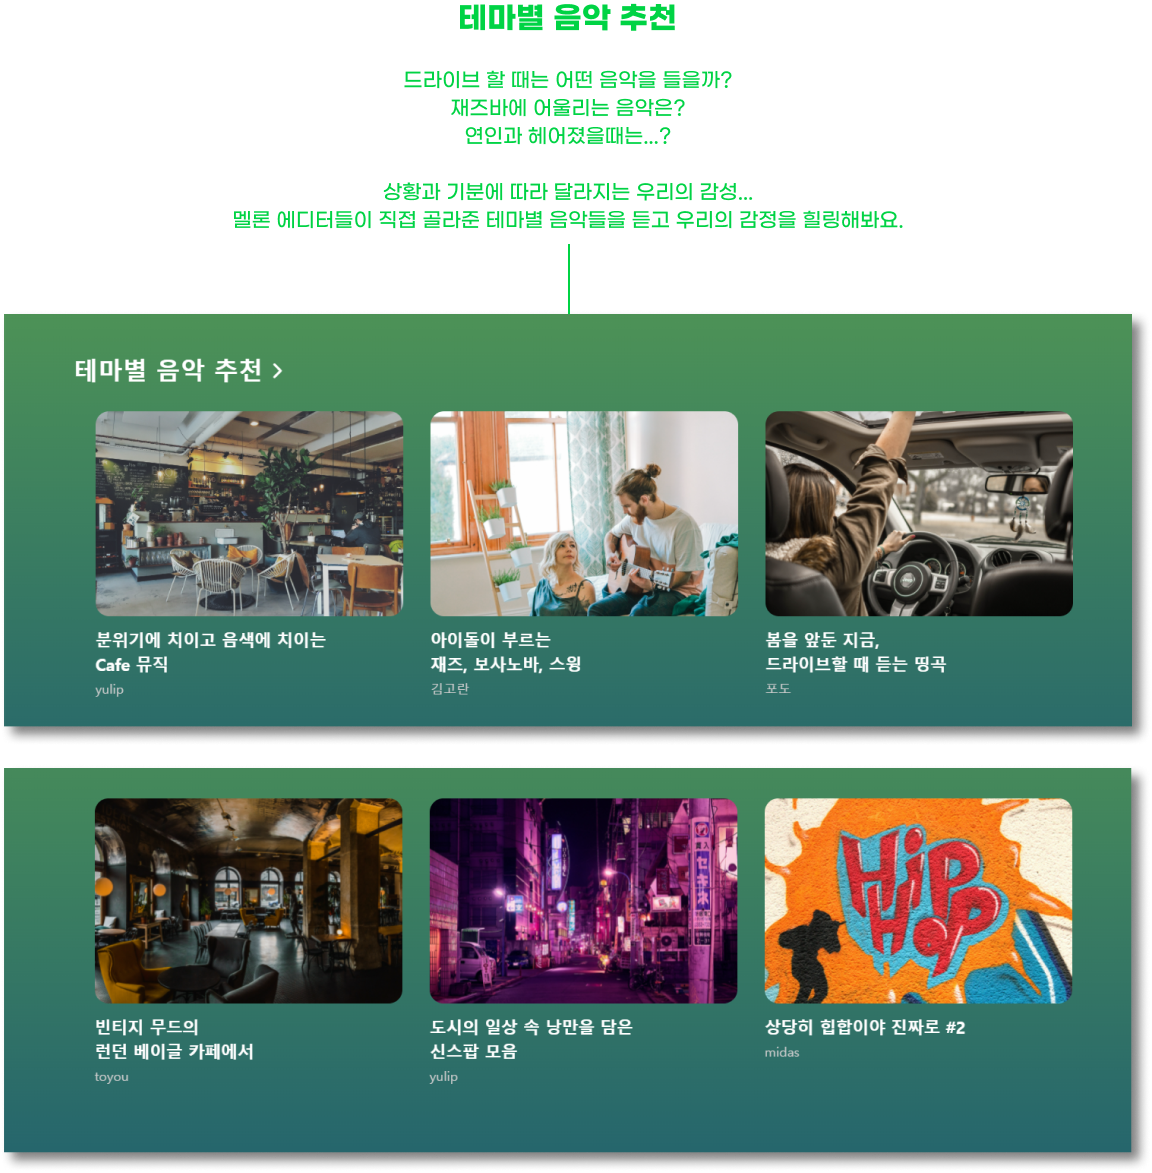 테마별 음악 추천
드라이브 할 때는 어떤 음악을 들을까?
재즈바에 어울리는 음악은?
연인과 헤어졌을때는...?
상황과 기분에 따라 달라지는 우리의 감성...
멜론 에디터들이 직접 골라준 테마별 음악들을 듣고 우리의 감정을 힐링해봐요.
테마별 음악 추천 >
분위기에 치이고 음색에 치이는
Cafe 뮤직
yulip
아이돌이 부르는
재즈, 보사노바, 스윙
김고란
봄을 앞둔 지금,
드라이브할 때 듣는 띵곡
포도
빈티지 무드의
런던 베이글 카페에서
toyou
도시의 일상 속 낭만을 담은
신스팝 모음
yulip
HipHop
상당히 힙합이야 진짜로 #2
midas